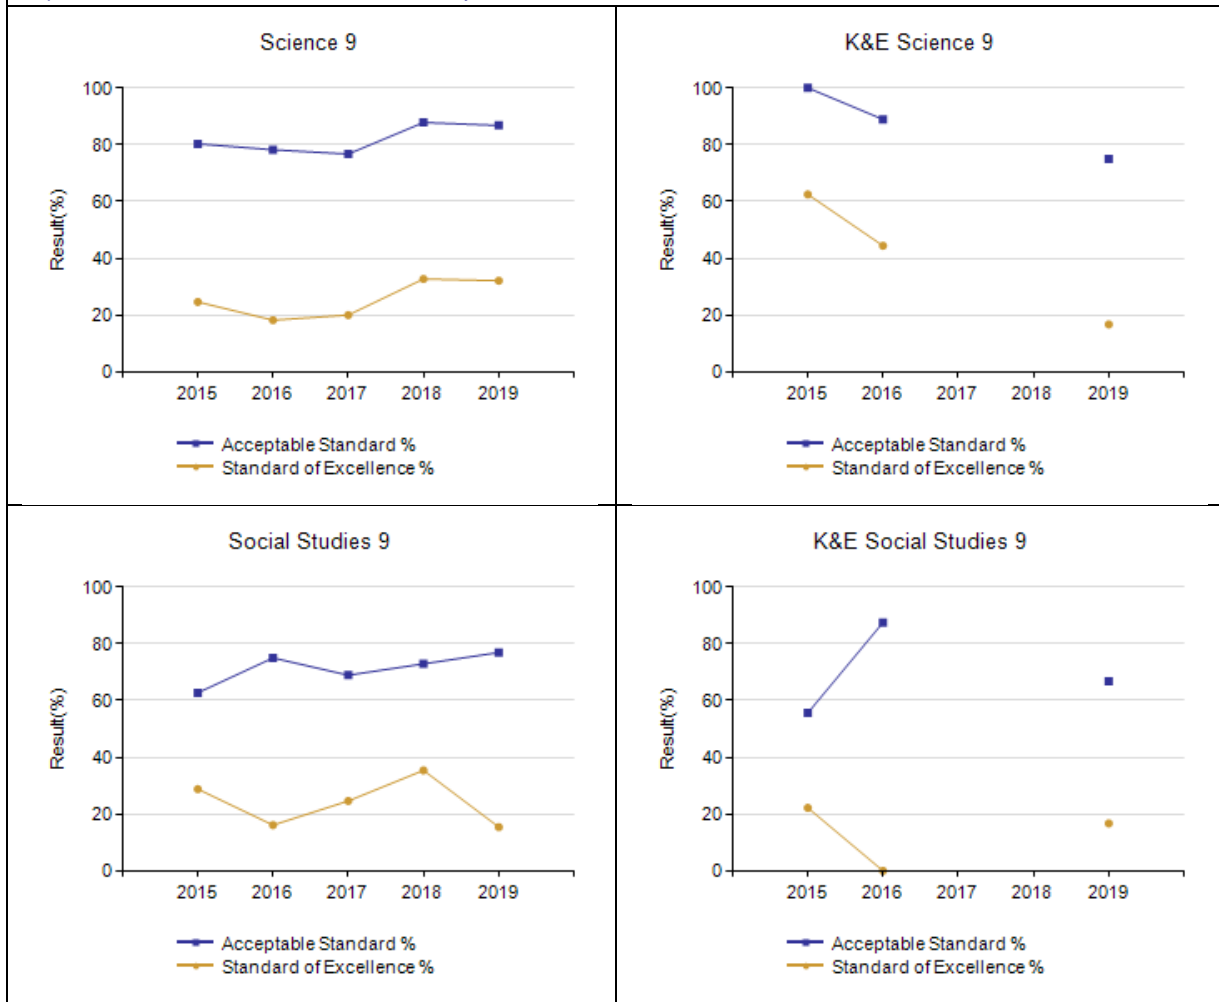 Science 9
100
80
60
40
20
0
Result(%)
2015 2016 2017 2018 2019
Acceptable Standard %
Standard of Excellence %
K&E Science 9
100
80
60
40
20
0
Result(%)
2015 2016 2017 2018 2019
Acceptable Standard %
Standard of Excellence %
Social Studies 9
100
80
60
40
20
0
Result(%)
2015 2016 2017 2018 2019
Acceptable Standard %
Standard of Excellence %
K&E Social Studies 9
100
80
60
40
20
0
Result(%)
2015 2016 2017 2018 2019
Acceptable Standard %
Standard of Excellence %